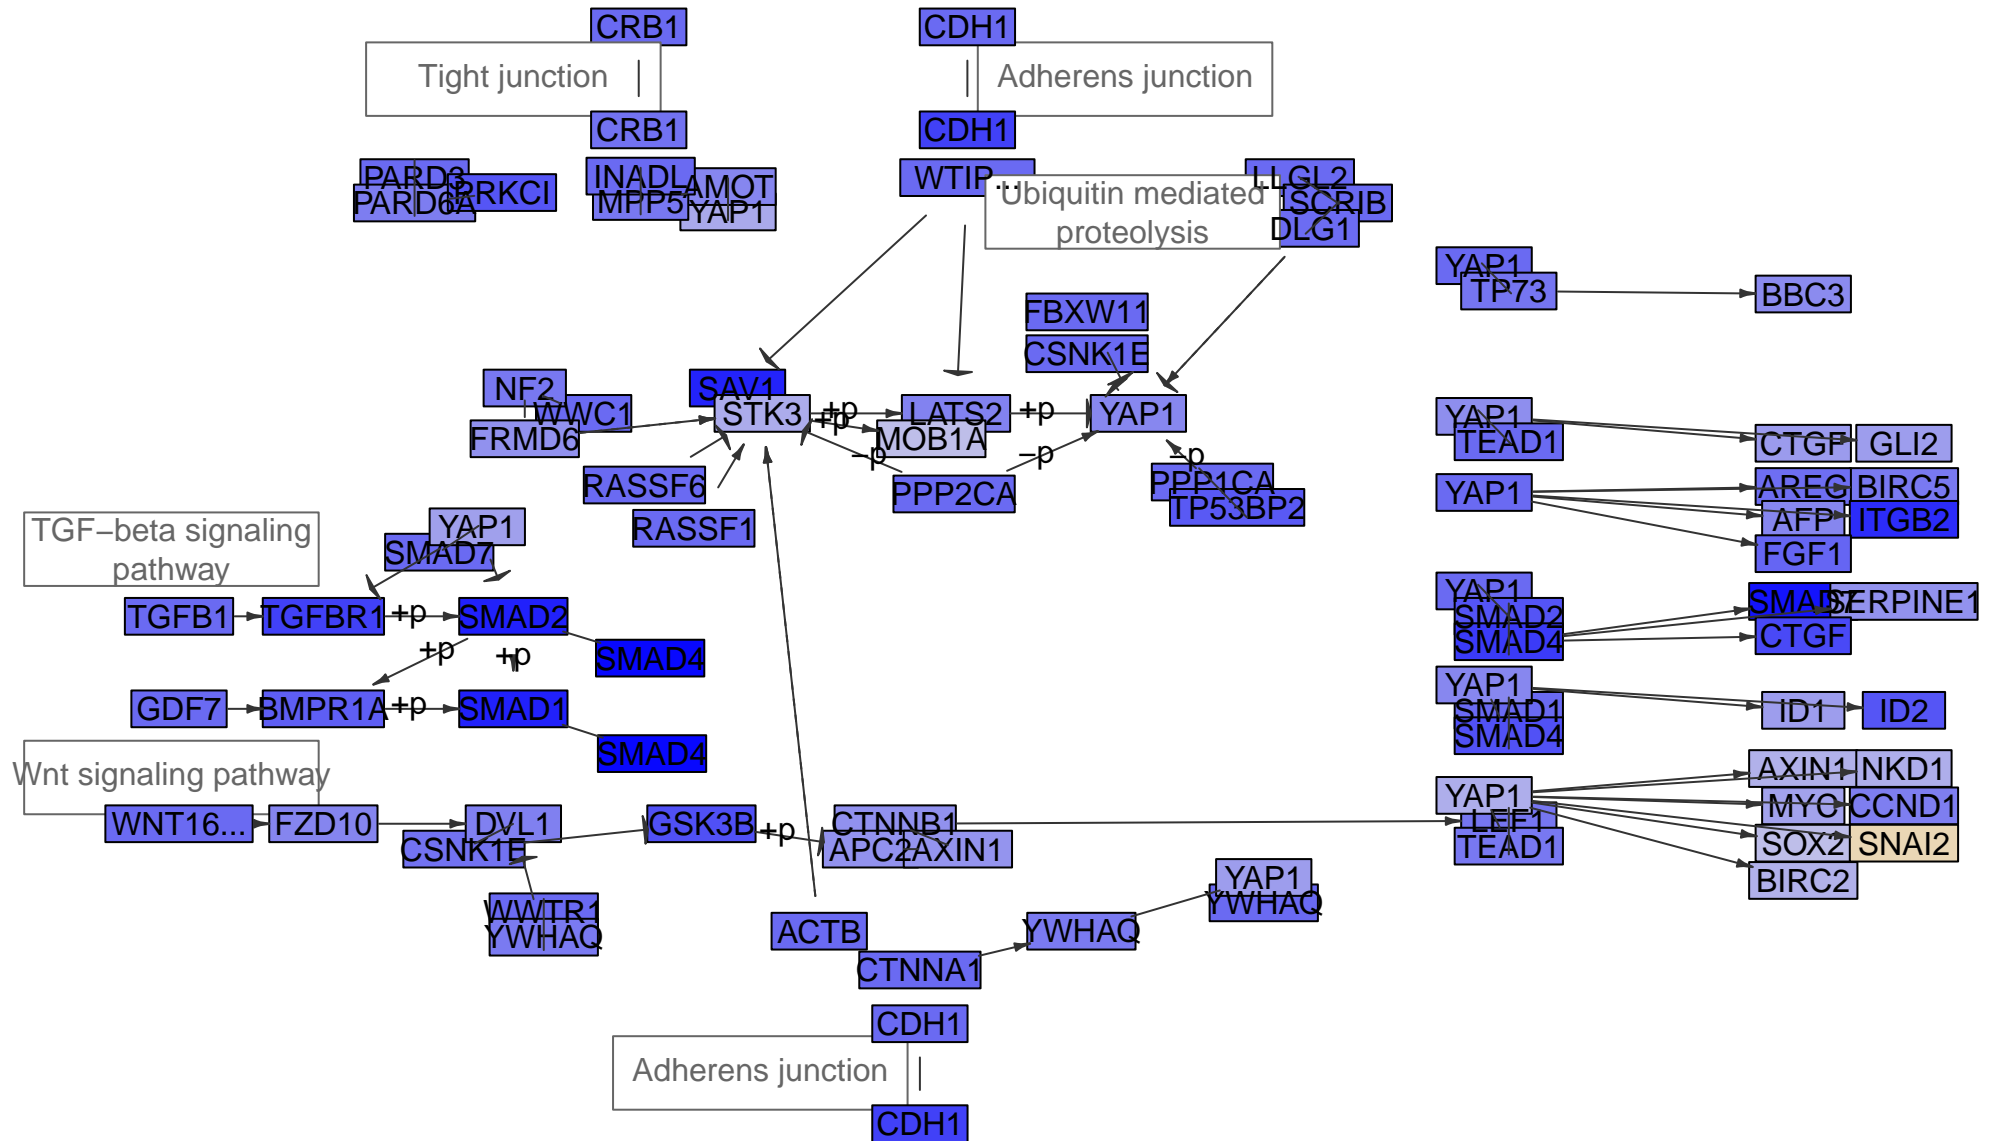 CRB1
CDH1
Tight junction
Adherens junction
CRB1
CDH1
PARD3
PRKCI
PARD6A
INADL
AMOT
MPP5
YAP1
WTIP...
LLGL2
Ubiquitin mediated
proteolysis
SCRIB
DLG1
YAP1
TP73
BBC3
FBXW11
CSNK1E
NF2
WWC1
FRMD6
SAV1
STK3
+p
+p
LATS2
MOB1A
+p
YAP1
−p
−p
−p
RASSF6
RASSF1
PPP2CA
PPP1CA
TP53BP2
YAP1
TEAD1
CTGF
GLI2
YAP1
AREG
BIRC5
AFP
ITGB2
FGF1
TGF−beta signaling
pathway
YAP1
SMAD7
TGFB1
TGFBR1
+p
SMAD2
SMAD4
+p
+p
YAP1
SMAD2
SMAD4
SMAD7
SERPINE1
CTGF
GDF7
BMPR1A
+p
SMAD1
SMAD4
YAP1
SMAD1
SMAD4
ID1
ID2
Wnt signaling pathway
WNT16...
FZD10
DVL1
CSNK1E
GSK3B
+p
CTNNB1
APC2
AXIN1
YAP1
LEF1
TEAD1
AXIN1
NKD1
MYC
CCND1
SOX2
SNAI2
BIRC2
WWTR1
YWHAQ
ACTB
CTNNA1
YWHAQ
YAP1
YWHAQ
CDH1
Adherens junction
CDH1